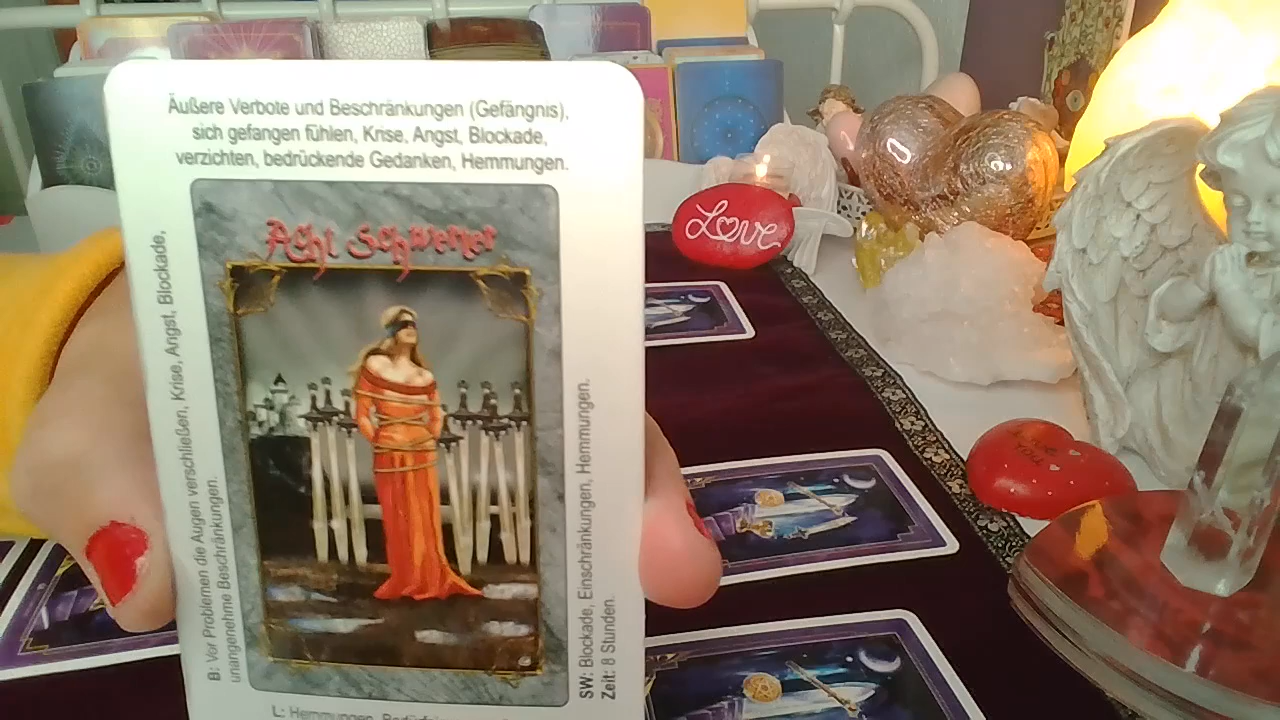 Äußere Verbote und Beschränkungen (Gefängnis),
sich gefangen fühlen, Krise, Angst, Blockade,
verzichten, bedrückende Gedanken, Hemmungen.
Acht Schwerter
B: Vor Problemen die Augen verschließen, Krise, Angst, Blockade,
unangenehme Beschränkungen.
SW: Blockade, Einschränkungen, Hemmungen.
Zeit: 8 Stunden.
L: Hemmungen,
Love
YOU